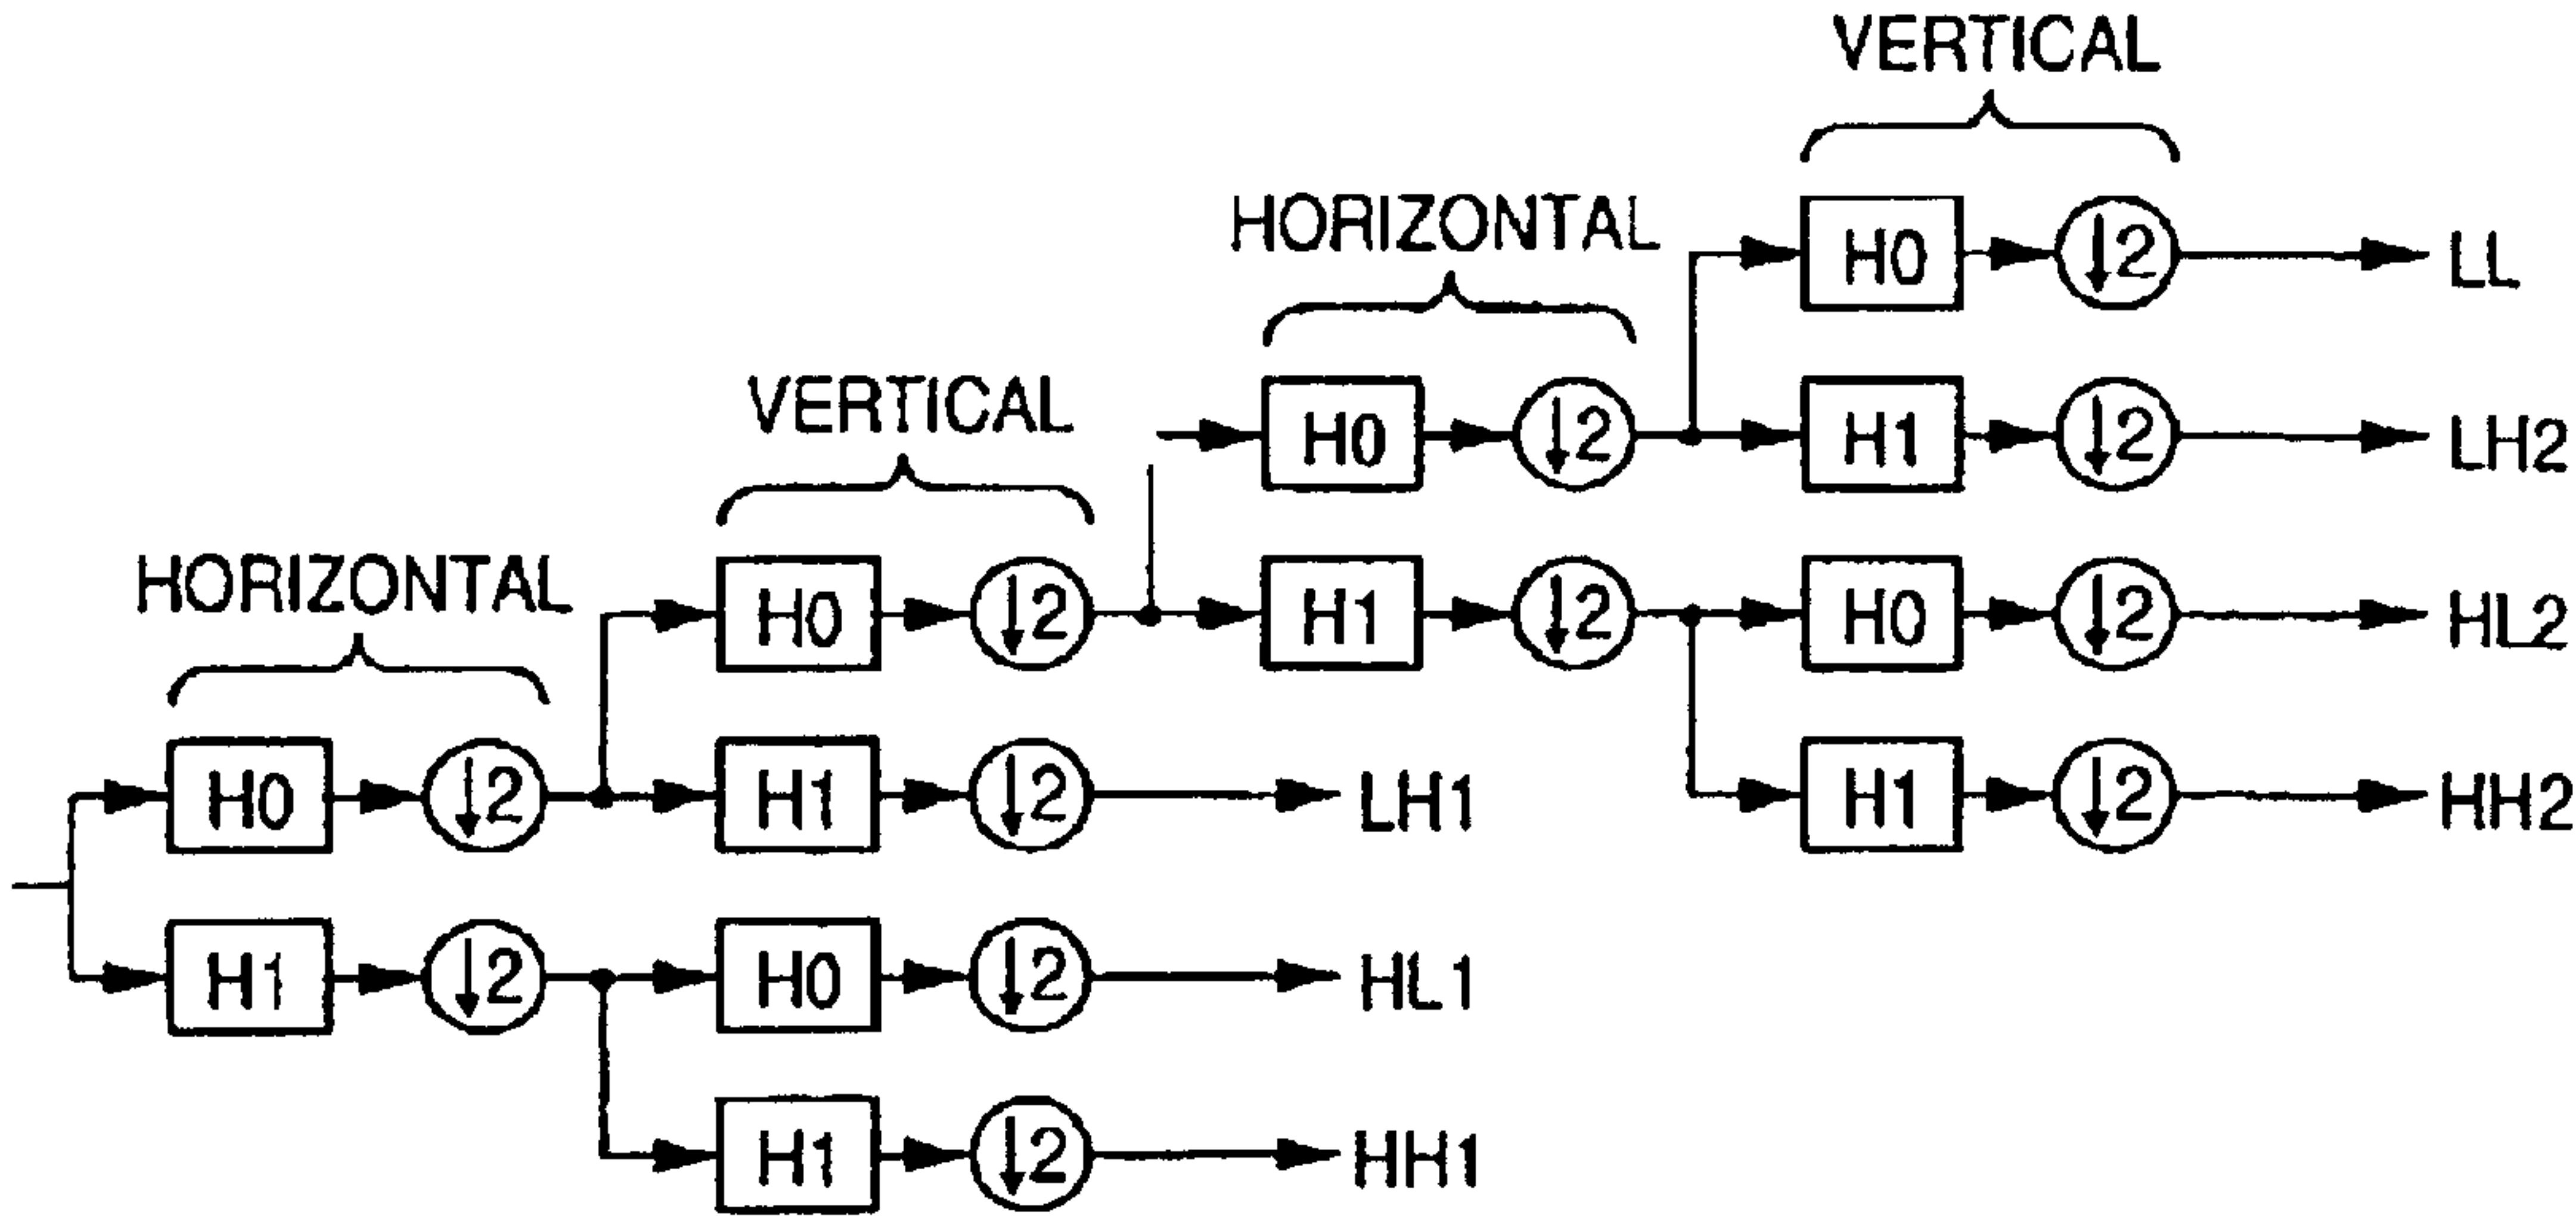 VERTICAL
HORIZONTAL
H0 ↓2 LL
VERTICAL
H0 ↓2 H1 ↓2 LH2
HORIZONTAL
H0 ↓2 H1 ↓2 H0 ↓2 HL2
H0 ↓2 H1 ↓2 LH1 H1 ↓2 HH2
H1 ↓2 H0 ↓2 HL1
H1 ↓2 HH1